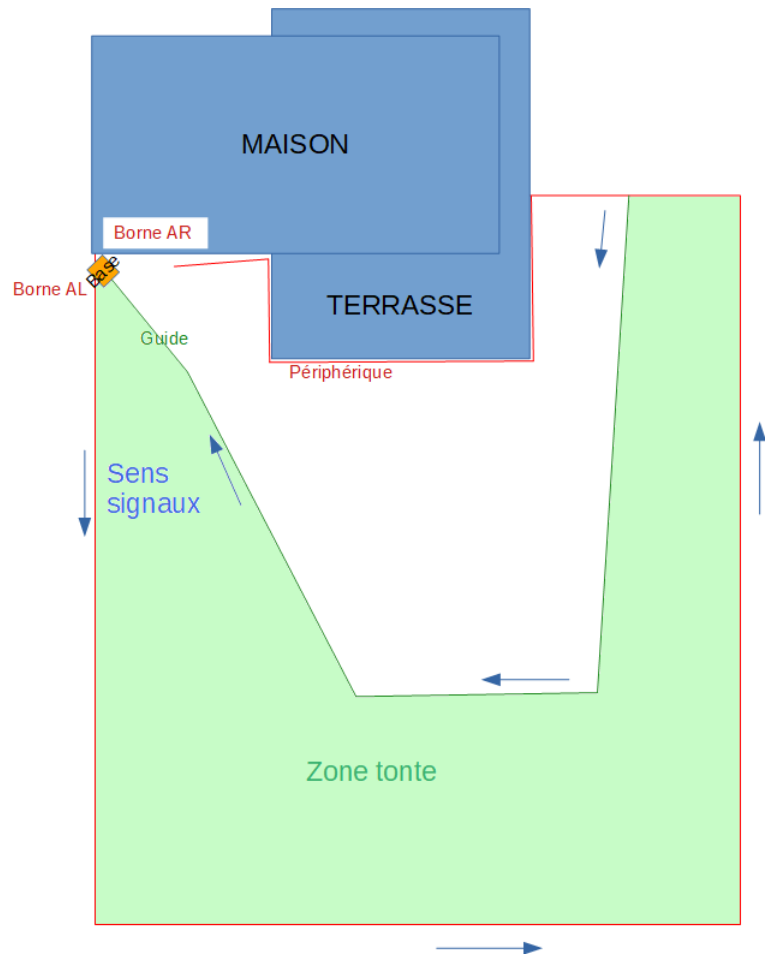 MAISON
Borne AR
Base
Borne AL
TERRASSE
Guide
Périphérique
Sens
signaux
Zone tonte